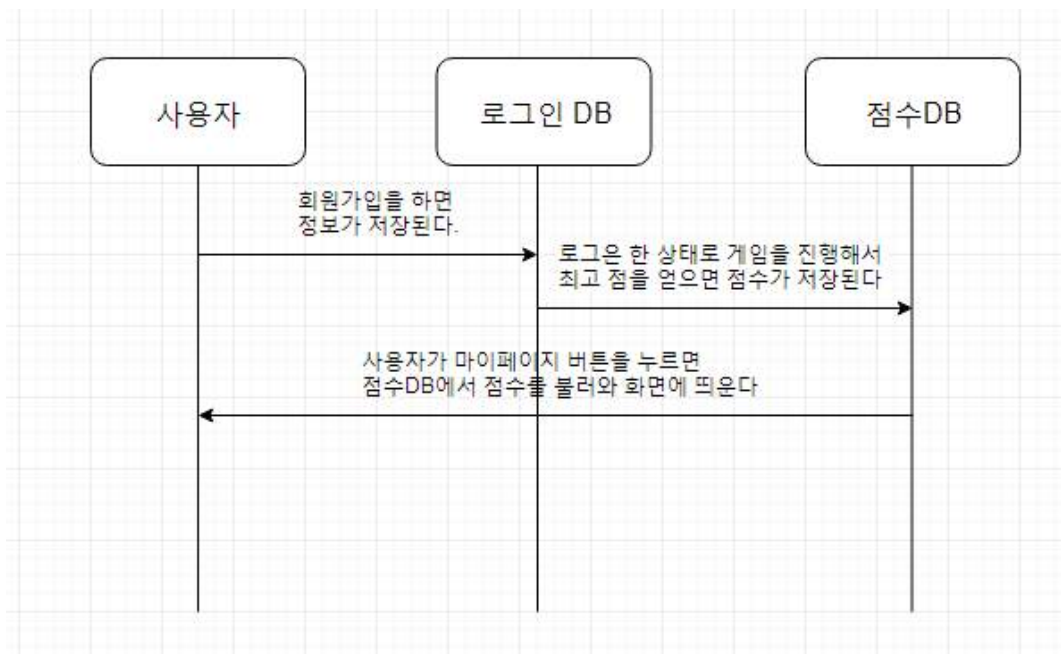 사용자
로그인 DB
점수DB
회원가입을 하면
정보가 저장된다.
로그은 한 상태로 게임을 진행해서
최고 점을 얻으면 점수가 저장된다
사용자가 마이페이지 버튼을 누르면
점수DB에서 점수를 불러와 화면에 띄운다